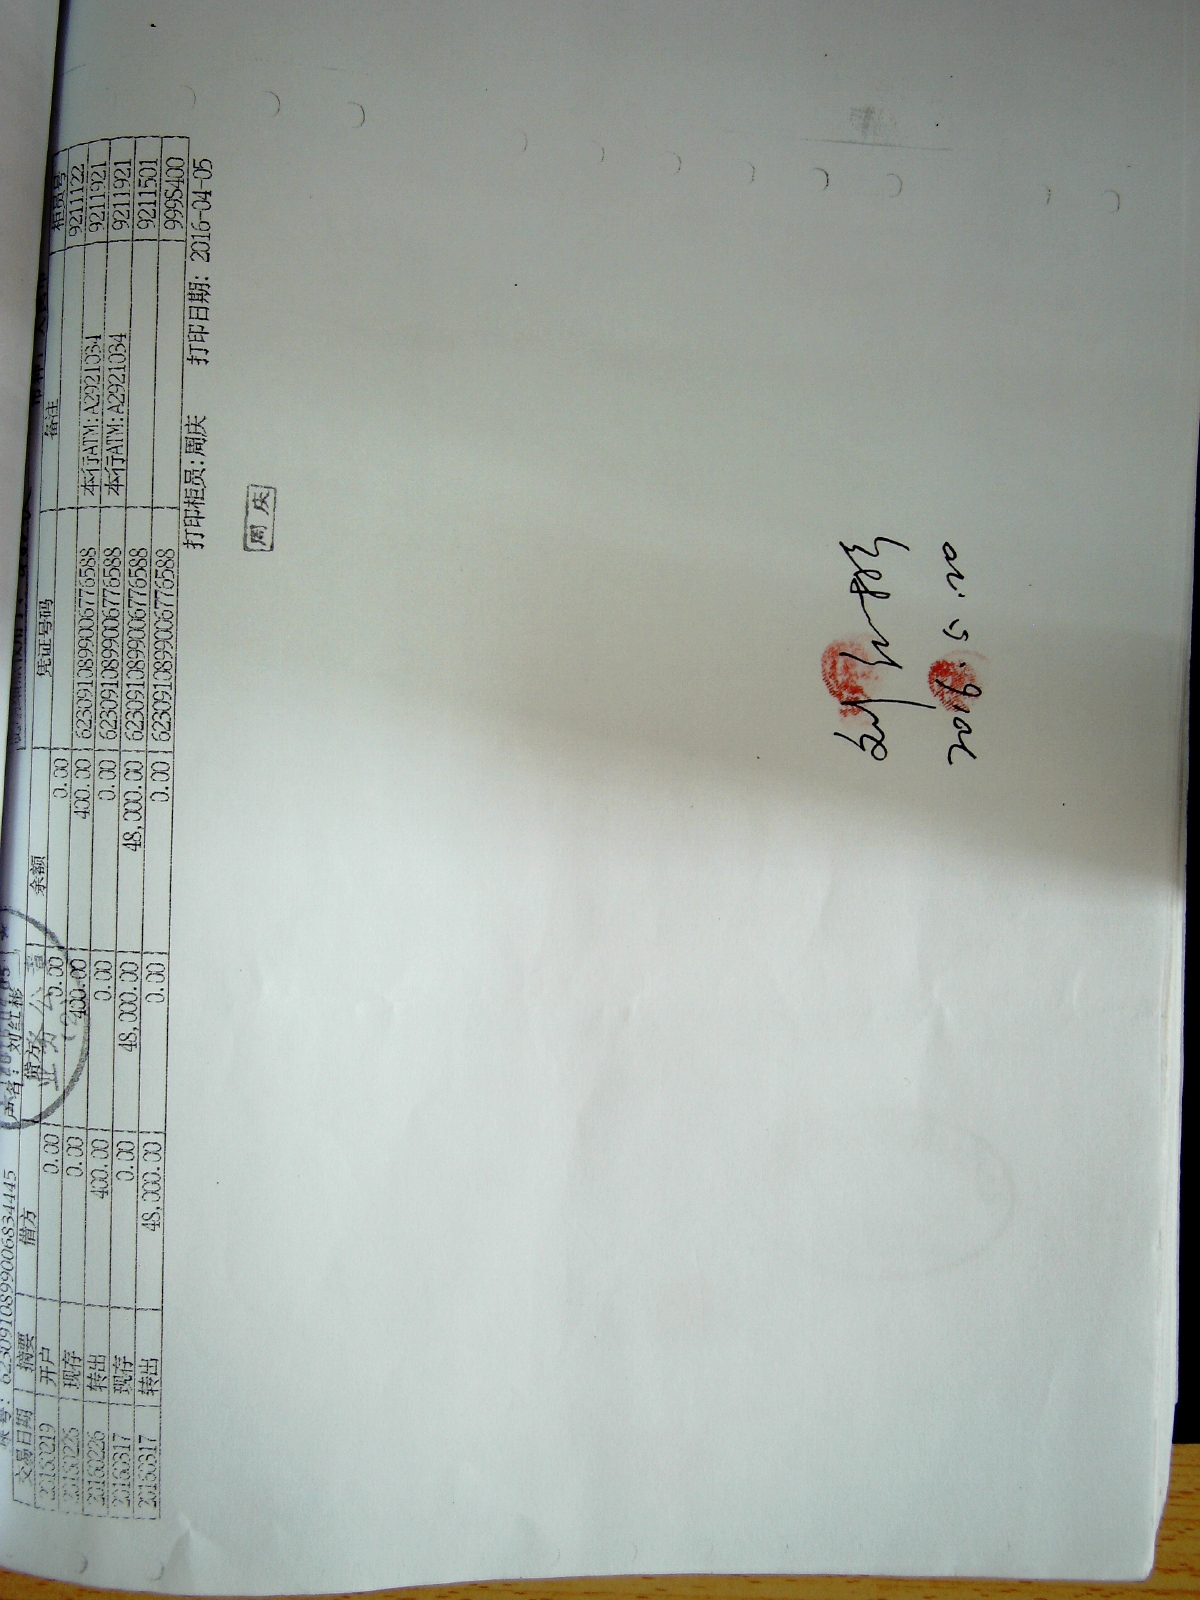 账号: 6230910899006834445 户名: 刘红彬
交易日期 摘要 借方 贷方 余额 凭证号码 备注 柜员号
20160219 开户 0.00 0.00 0.00 9211122
20160226 现存 0.00 400.00 400.00 6230910899006776588 本行ATM:A2921034 9211921
20160226 转出 400.00 0.00 0.00 6230910899006776588 本行ATM:A2921034 9211921
20160317 现存 0.00 48,000.00 48,000.00 6230910899006776588 9211501
20160317 转出 48,000.00 0.00 0.00 6230910899006776588 999S400
打印柜员: 周庆 打印日期: 2016-04-05
业务公章
(2)
周庆
2016.5.20